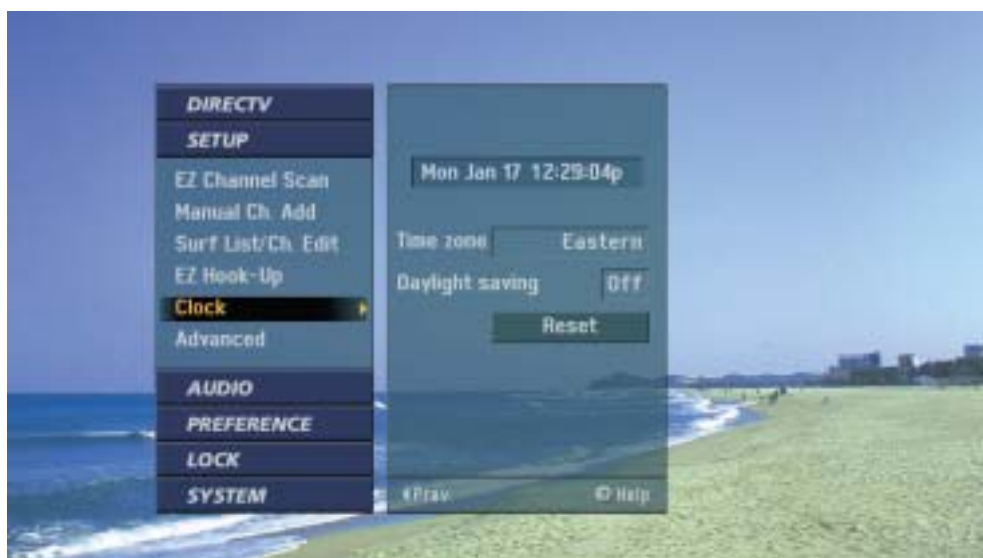 DIRECTV
SETUP
EZ Channel Scan
Manual Ch. Add
Surf List/Ch. Edit
EZ Hook-Up
Clock
Advanced
AUDIO
PREFERENCE
LOCK
SYSTEM
Mon Jan 17 12:29:04p
Time zone Eastern
Daylight saving Off
Reset
Prev.
Help